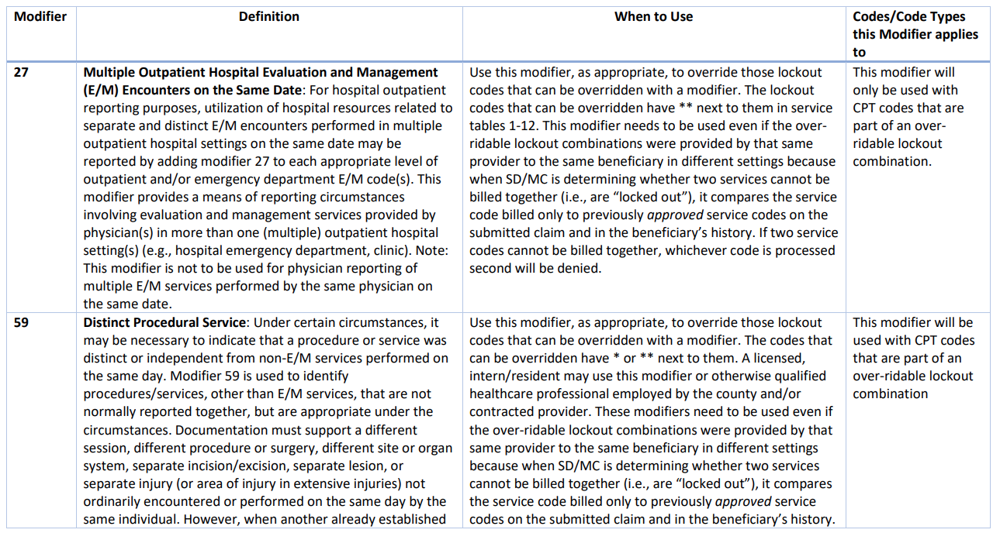 Modifier
Definition
When to Use
Codes/Code Types
this Modifier applies
to
27
Multiple Outpatient Hospital Evaluation and Management
(E/M) Encounters on the Same Date: For hospital outpatient
reporting purposes, utilization of hospital resources related to
separate and distinct E/M encounters performed in multiple
outpatient hospital settings on the same date may be
reported by adding modifier 27 to each appropriate level of
outpatient and/or emergency department E/M code(s). This
modifier provides a means of reporting circumstances
involving evaluation and management services provided by
physician(s) in more than one (multiple) outpatient hospital
setting(s) (e.g., hospital emergency department, clinic). Note:
This modifier is not to be used for physician reporting of
multiple E/M services performed by the same physician on
the same date.
Use this modifier, as appropriate, to override those lockout
codes that can be overridden with a modifier. The lockout
codes that can be overridden have ** next to them in service
tables 1-12. This modifier needs to be used even if the over-
ridable lockout combinations were provided by that same
provider to the same beneficiary in different settings because
when SD/MC is determining whether two services cannot be
billed together (i.e., are “locked out”), it compares the service
code billed only to previously approved service codes on the
submitted claim and in the beneficiary’s history. If two service
codes cannot be billed together, whichever code is processed
second will be denied.
This modifier will
only be used with
CPT codes that are
part of an over-
ridable lockout
combination.
59
Distinct Procedural Service: Under certain circumstances, it
may be necessary to indicate that a procedure or service was
distinct or independent from non-E/M services performed on
the same day. Modifier 59 is used to identify
procedures/services, other than E/M services, that are not
normally reported together, but are appropriate under the
circumstances. Documentation must support a different
session, different procedure or surgery, different site or organ
system, separate incision/excision, separate lesion, or
separate injury (or area of injury in extensive injuries) not
ordinarily encountered or performed on the same day by the
same individual. However, when another already established
Use this modifier, as appropriate, to override those lockout
codes that can be overridden with a modifier. The codes that
can be overridden have * or ** next to them. A licensed,
intern/resident may use this modifier or otherwise qualified
healthcare professional employed by the county and/or
contracted provider. These modifiers need to be used even if
the over-ridable lockout combinations were provided by that
same provider to the same beneficiary in different settings
because when SD/MC is determining whether two services
cannot be billed together (i.e., are “locked out”), it compares
the service code billed only to previously approved service
codes on the submitted claim and in the beneficiary’s history.
This modifier will be
used with CPT codes
that are part of an
over-ridable lockout
combination